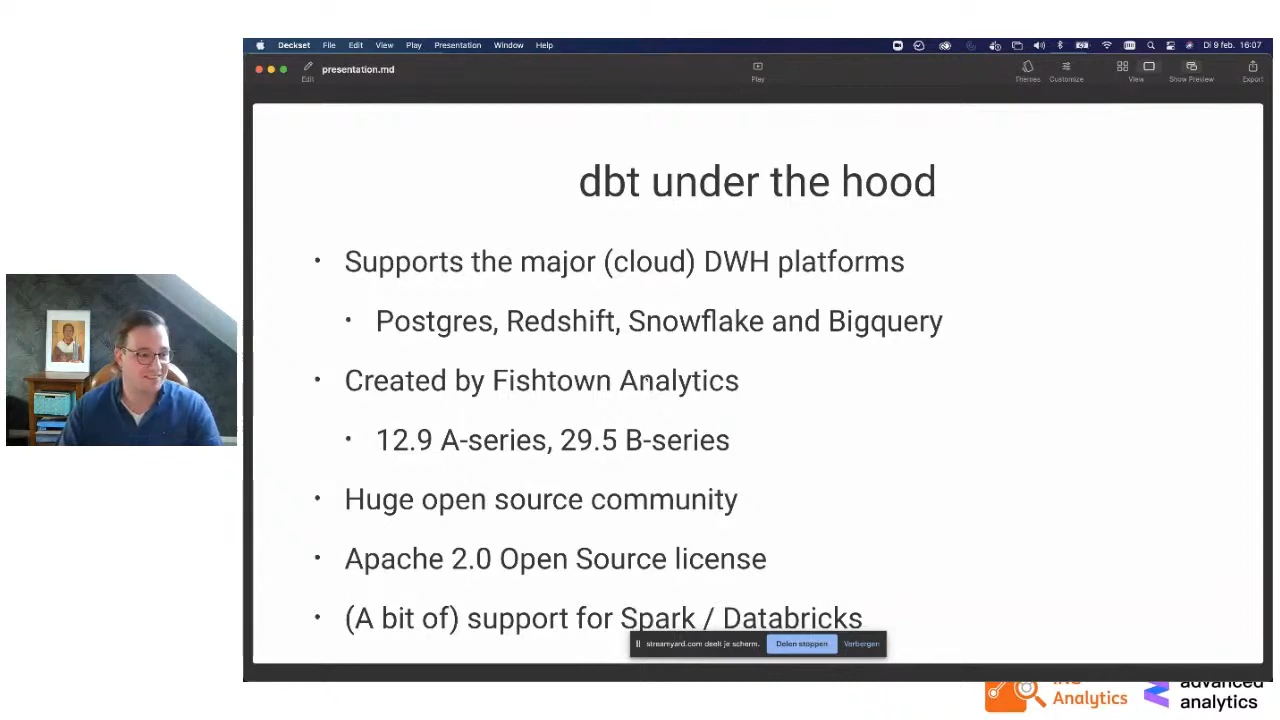 Deckset File Edit View Play Presentation Window Help
Di 9 feb. 16:07
presentation.md
Edit
Play
Themes
Customize
View
Show Preview
Export
dbt under the hood
• Supports the major (cloud) DWH platforms
• Postgres, Redshift, Snowflake and Bigquery
• Created by Fishtown Analytics
• 12.9 A-series, 29.5 B-series
• Huge open source community
• Apache 2.0 Open Source license
• (A bit of) support for Spark / Databricks
streamyard.com deelt je scherm. Delen stoppen Verbergen
ING
Analytics
advanced
analytics